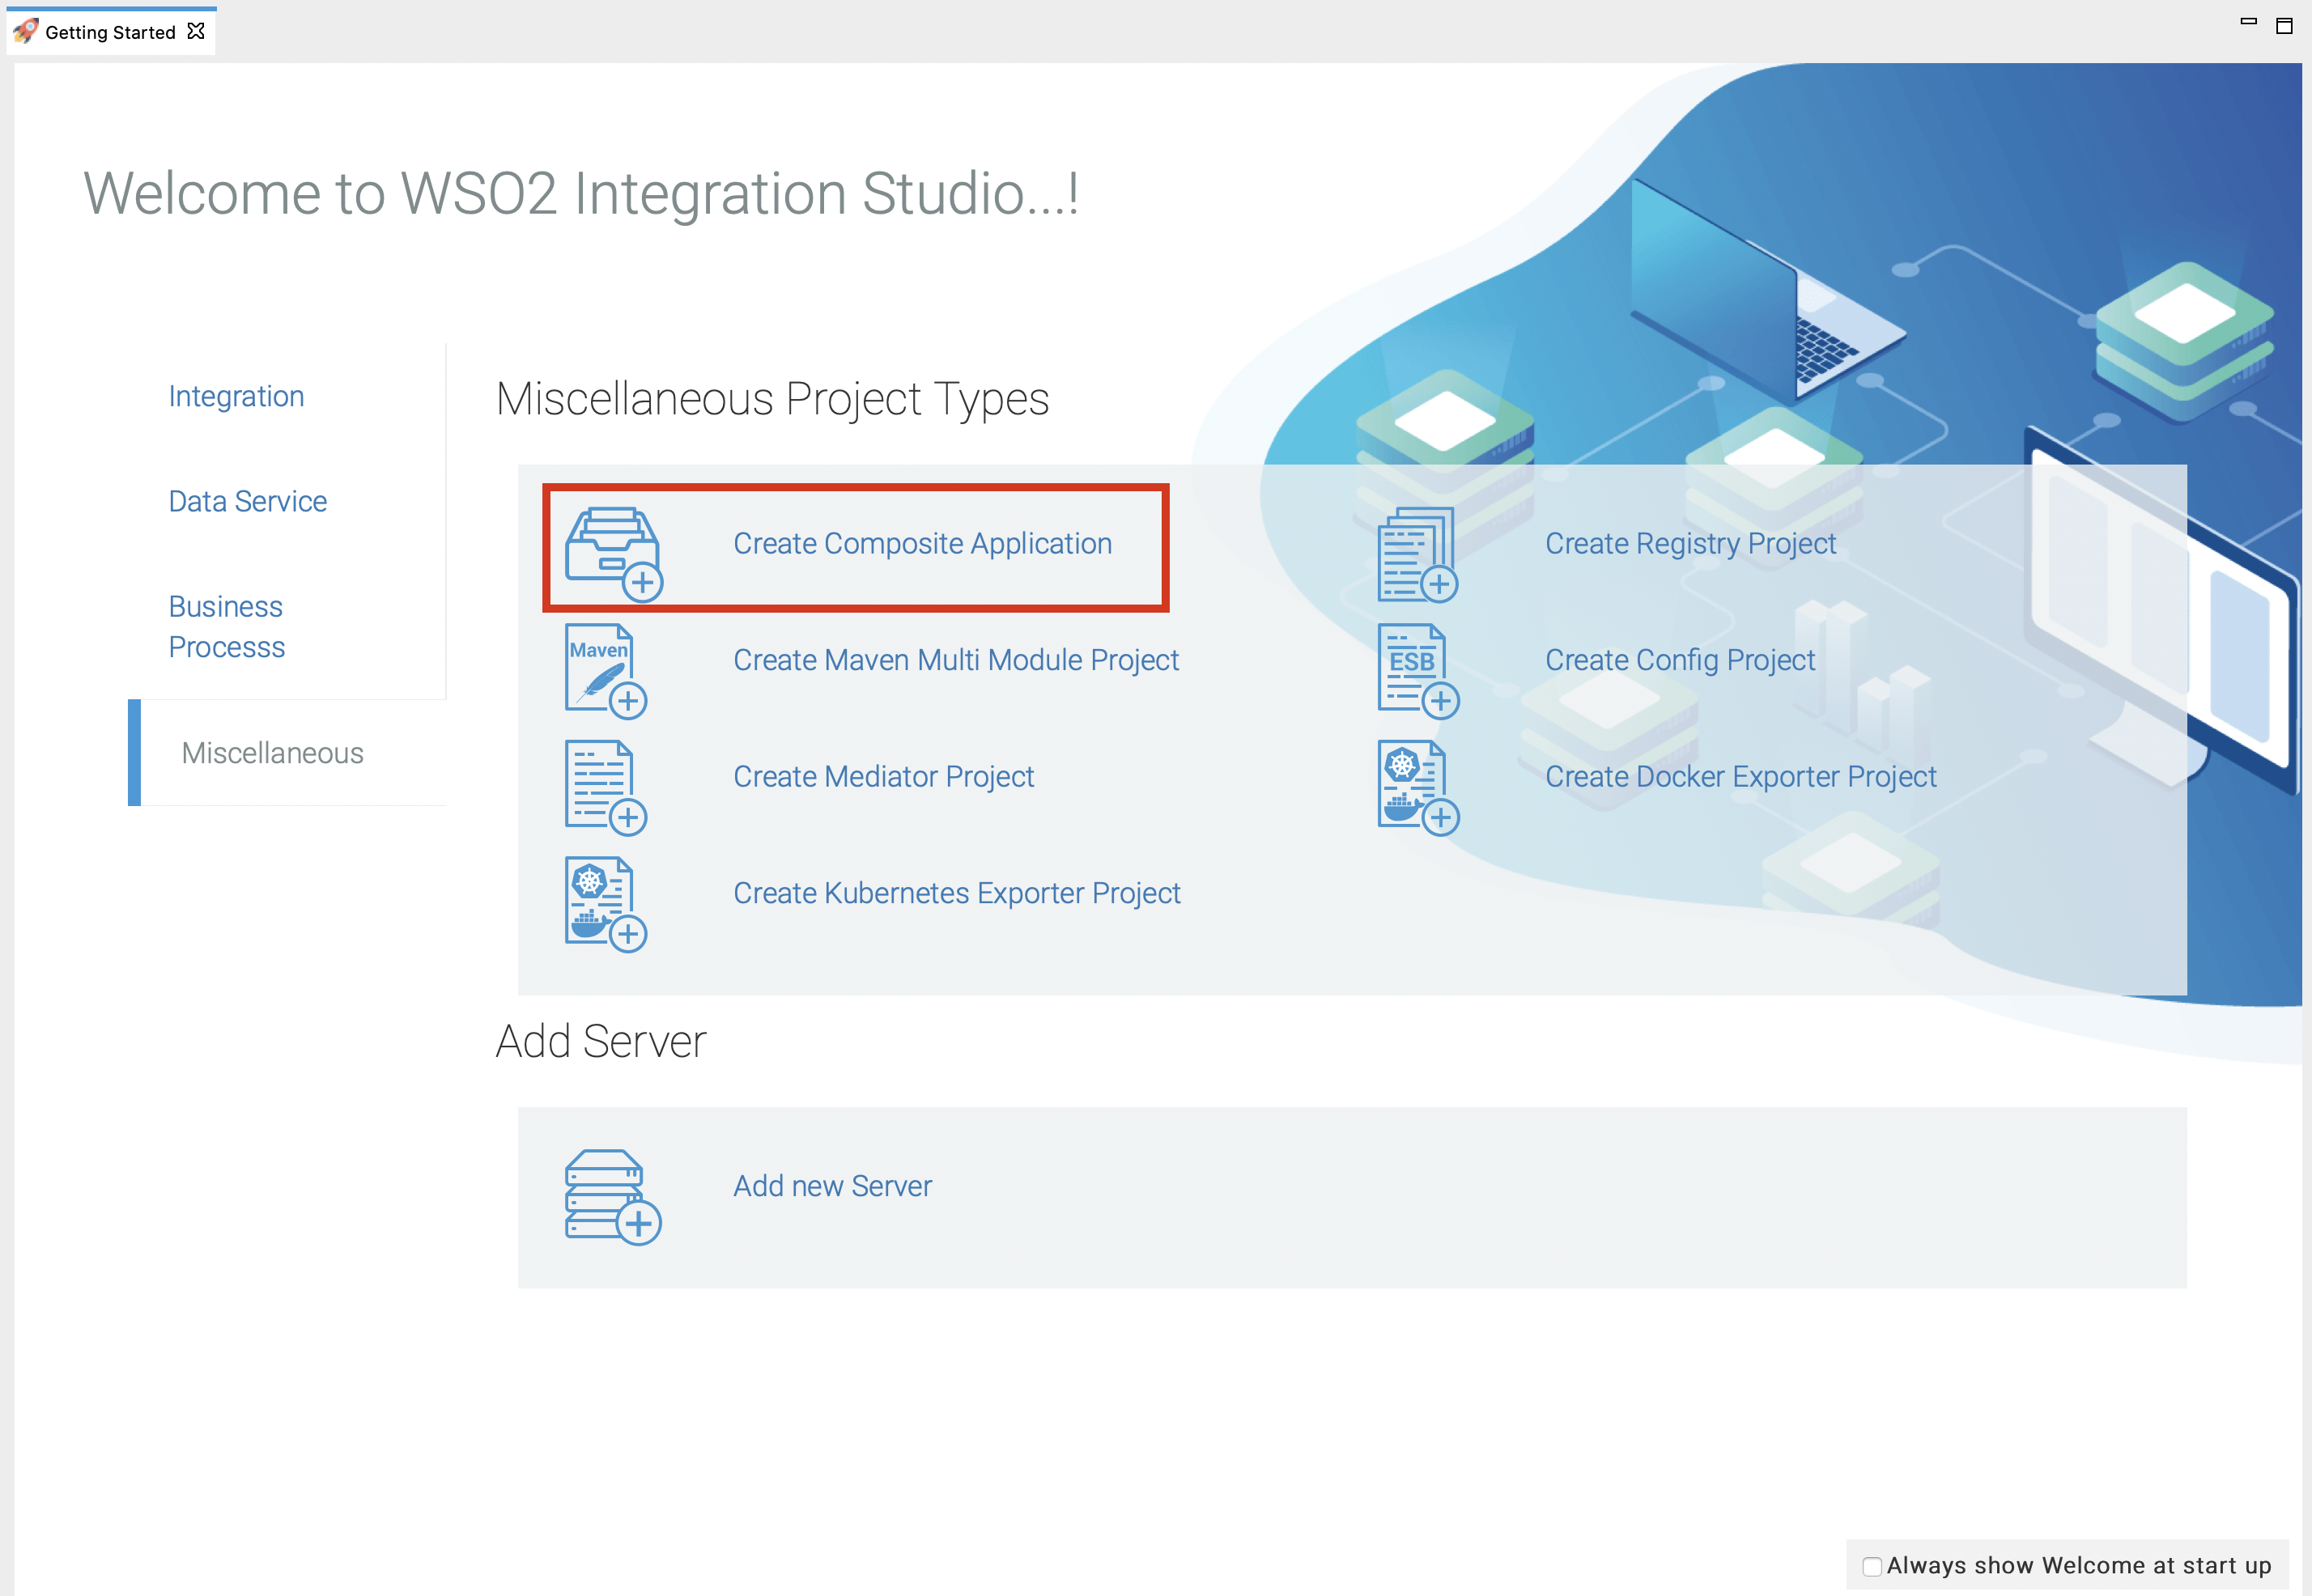 Getting Started
Welcome to WSO2 Integration Studio...!
Integration
Data Service
Business
Processs
Miscellaneous
Miscellaneous Project Types
Create Composite Application
Create Registry Project
Maven
Create Maven Multi Module Project
ESB
Create Config Project
Create Mediator Project
Create Docker Exporter Project
Create Kubernetes Exporter Project
Add Server
Add new Server
Always show Welcome at start up